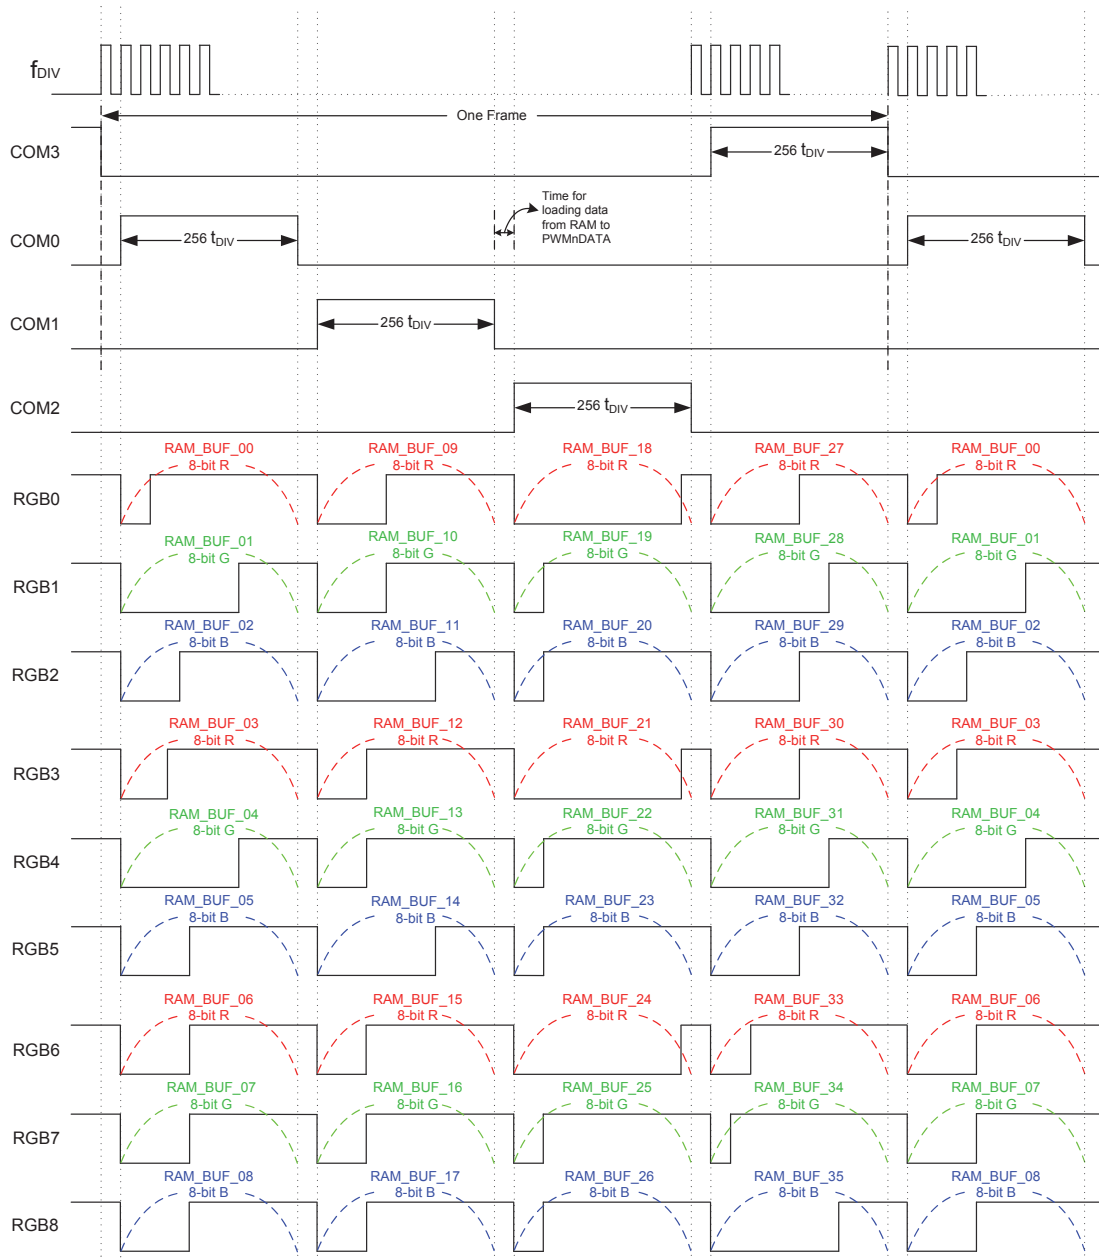 fDIV
One Frame
COM3
256 tDIV
Time for
loading data
from RAM to
PWMnDATA
COM0
256 tDIV
256 tDIV
COM1
256 tDIV
COM2
256 tDIV
RAM_BUF_00 RAM_BUF_09 RAM_BUF_18 RAM_BUF_27 RAM_BUF_00
8-bit R 8-bit R 8-bit R 8-bit R 8-bit R
RGB0
RAM_BUF_01 RAM_BUF_10 RAM_BUF_19 RAM_BUF_28 RAM_BUF_01
8-bit G 8-bit G 8-bit G 8-bit G 8-bit G
RGB1
RAM_BUF_02 RAM_BUF_11 RAM_BUF_20 RAM_BUF_29 RAM_BUF_02
8-bit B 8-bit B 8-bit B 8-bit B 8-bit B
RGB2
RAM_BUF_03 RAM_BUF_12 RAM_BUF_21 RAM_BUF_30 RAM_BUF_03
8-bit R 8-bit R 8-bit R 8-bit R 8-bit R
RGB3
RAM_BUF_04 RAM_BUF_13 RAM_BUF_22 RAM_BUF_31 RAM_BUF_04
8-bit G 8-bit G 8-bit G 8-bit G 8-bit G
RGB4
RAM_BUF_05 RAM_BUF_14 RAM_BUF_23 RAM_BUF_32 RAM_BUF_05
8-bit B 8-bit B 8-bit B 8-bit B 8-bit B
RGB5
RAM_BUF_06 RAM_BUF_15 RAM_BUF_24 RAM_BUF_33 RAM_BUF_06
8-bit R 8-bit R 8-bit R 8-bit R 8-bit R
RGB6
RAM_BUF_07 RAM_BUF_16 RAM_BUF_25 RAM_BUF_34 RAM_BUF_07
8-bit G 8-bit G 8-bit G 8-bit G 8-bit G
RGB7
RAM_BUF_08 RAM_BUF_17 RAM_BUF_26 RAM_BUF_35 RAM_BUF_08
8-bit B 8-bit B 8-bit B 8-bit B 8-bit B
RGB8